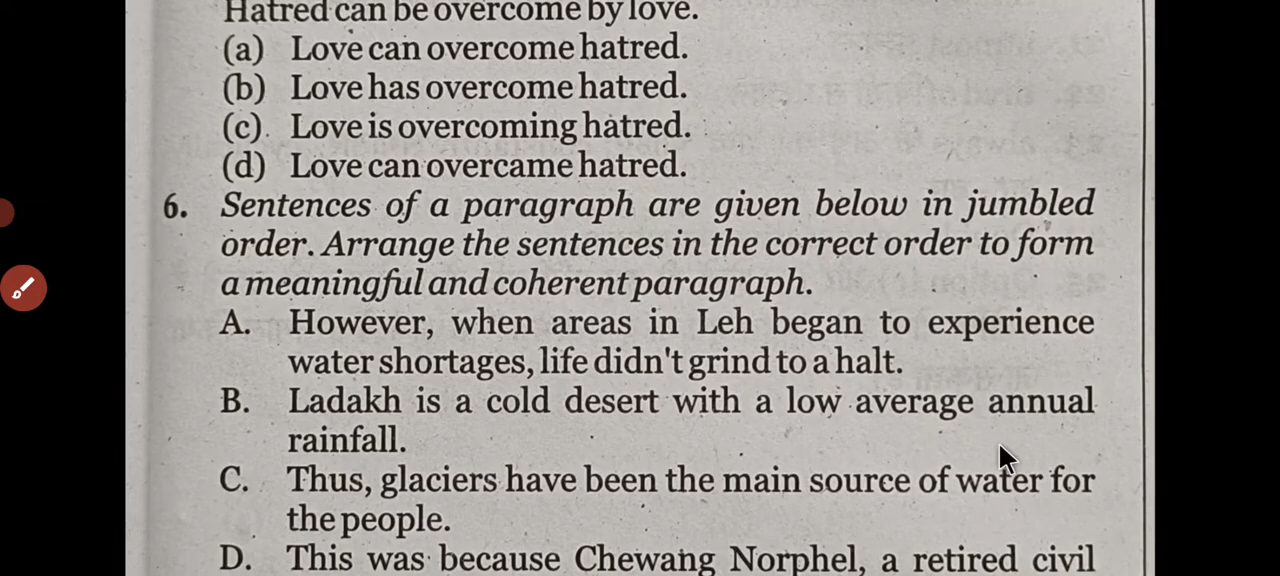 Hatred can be overcome by love.
(a) Love can overcome hatred.
(b) Love has overcome hatred.
(c) Love is overcoming hatred.
(d) Love can overcame hatred.
6. Sentences of a paragraph are given below in jumbled
order. Arrange the sentences in the correct order to form
a meaningful and coherent paragraph.
A. However, when areas in Leh began to experience
water shortages, life didn't grind to a halt.
B. Ladakh is a cold desert with a low average annual
rainfall.
C. Thus, glaciers have been the main source of water for
the people.
D. This was because Chewang Norphel, a retired civil